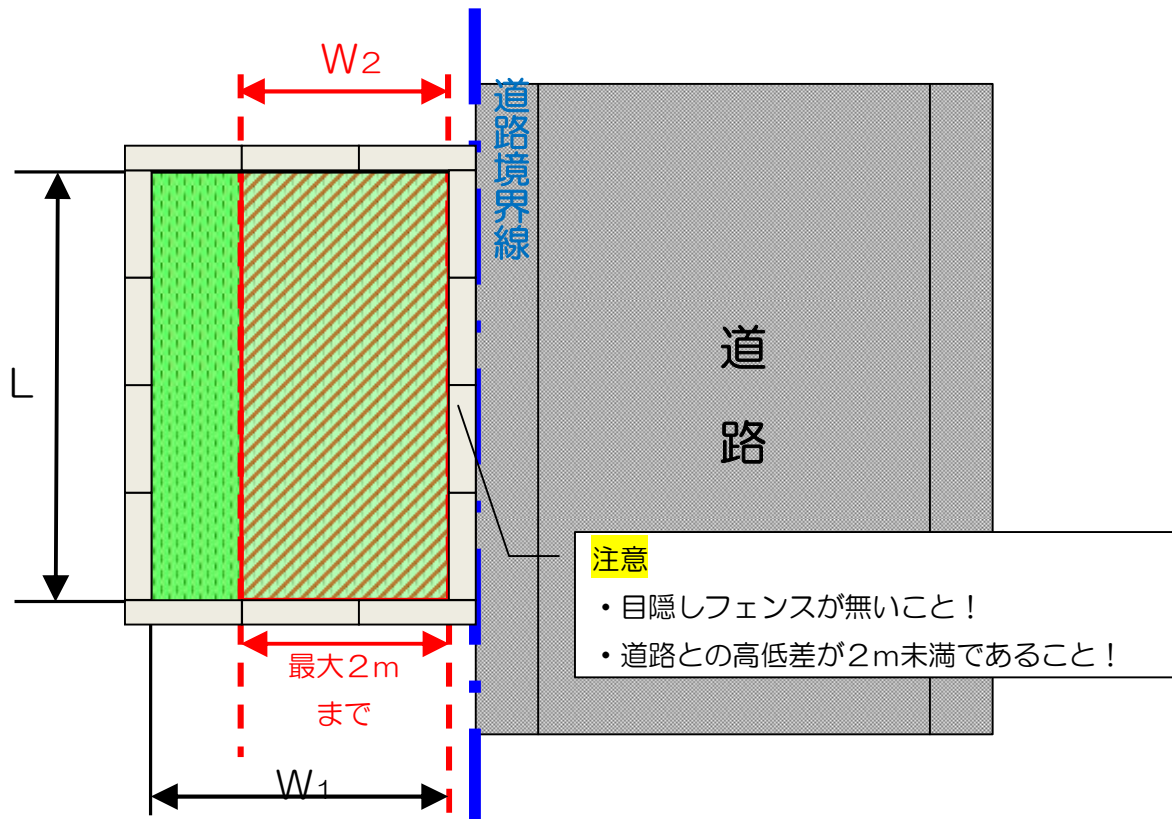 W2
道路境界線
L
道路
注意
・目隠しフェンスが無いこと！
・道路との高低差が２ｍ未満であること！
最大２ｍ
まで
W1